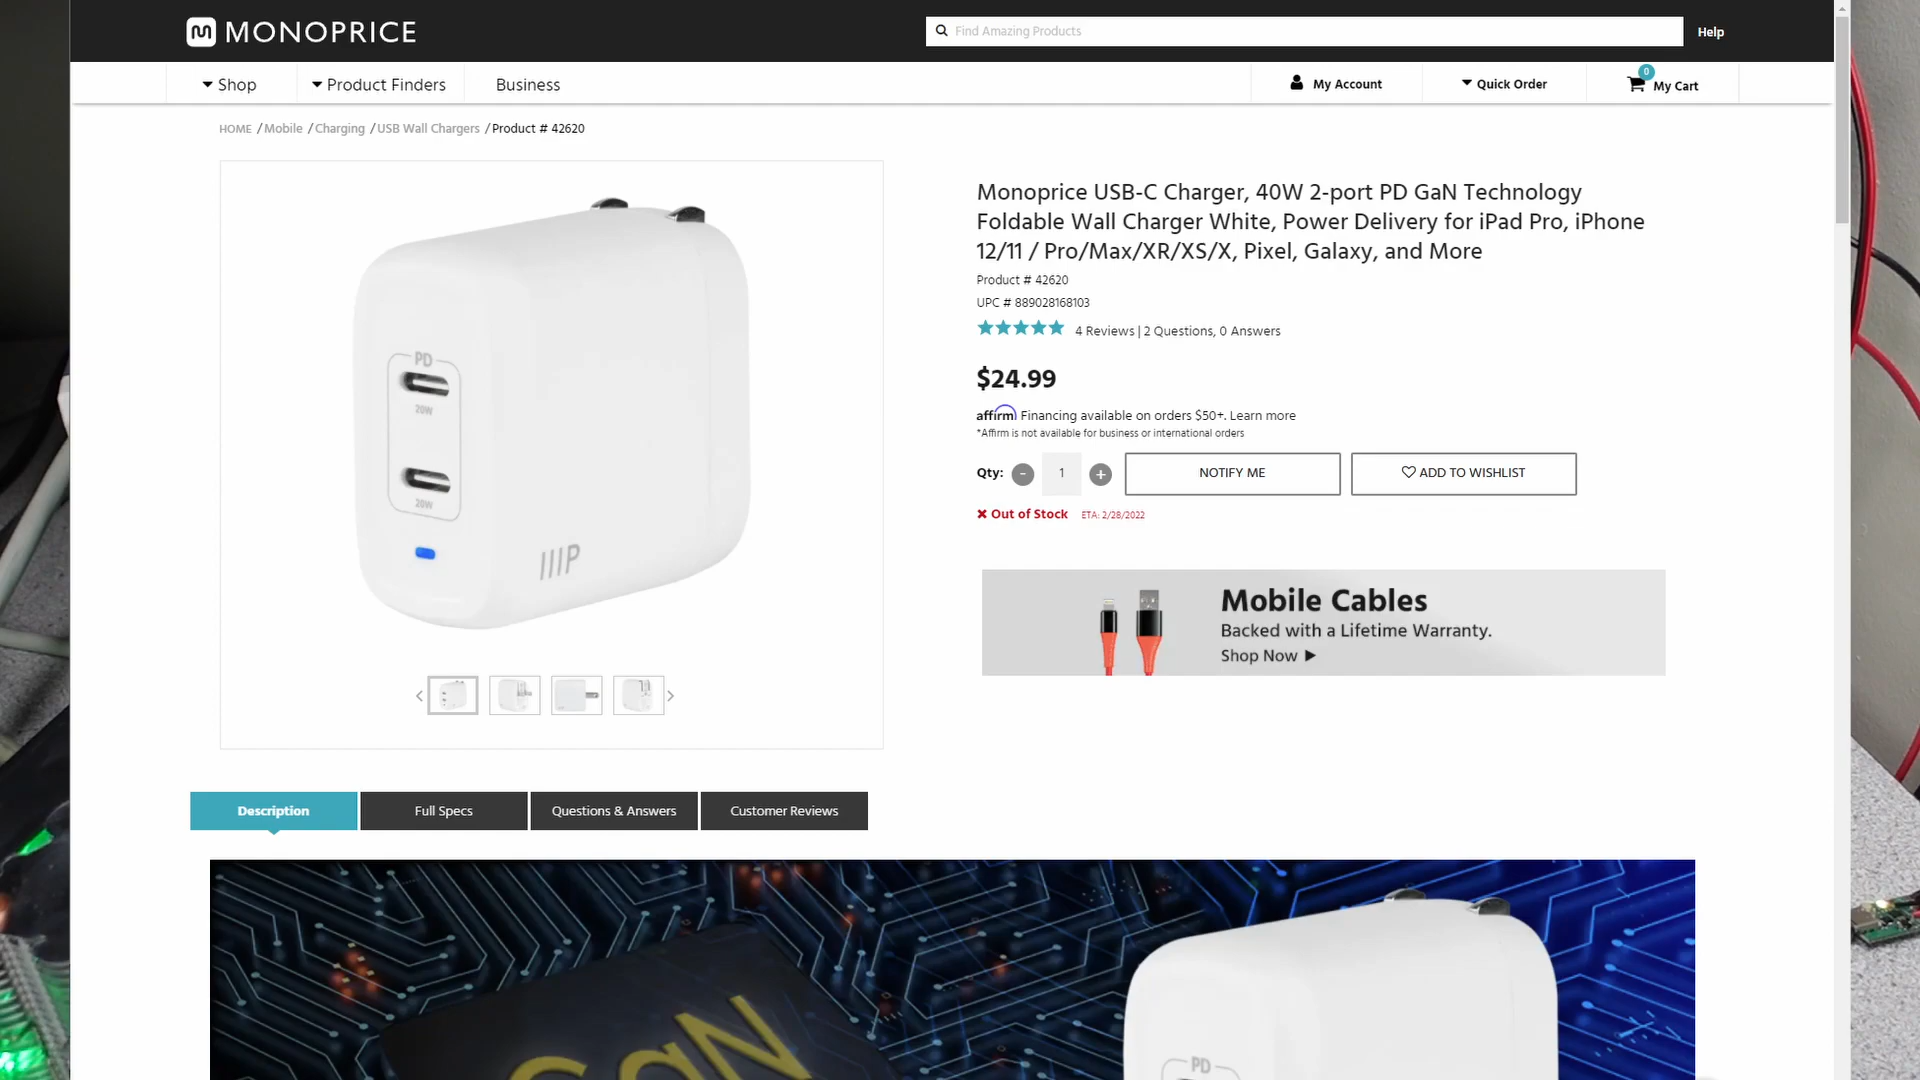 MONOPRICE
Find Amazing Products
Help
Shop
Product Finders
Business
My Account
Quick Order
0
My Cart
HOME / Mobile / Charging / USB Wall Chargers / Product # 42620
PD
20W
20W
IIIP
Monoprice USB-C Charger, 40W 2-port PD GaN Technology
Foldable Wall Charger White, Power Delivery for iPad Pro, iPhone
12/11 / Pro/Max/XR/XS/X, Pixel, Galaxy, and More
Product # 42620
UPC # 889028168103
4 Reviews | 2 Questions, 0 Answers
$24.99
affirm Financing available on orders $50+. Learn more
*Affirm is not available for business or international orders
Qty: - 1 + NOTIFY ME ADD TO WISHLIST
Out of Stock ETA: 2/28/2022
Mobile Cables
Backed with a Lifetime Warranty.
Shop Now
Description
Full Specs
Questions & Answers
Customer Reviews
GaN
PD